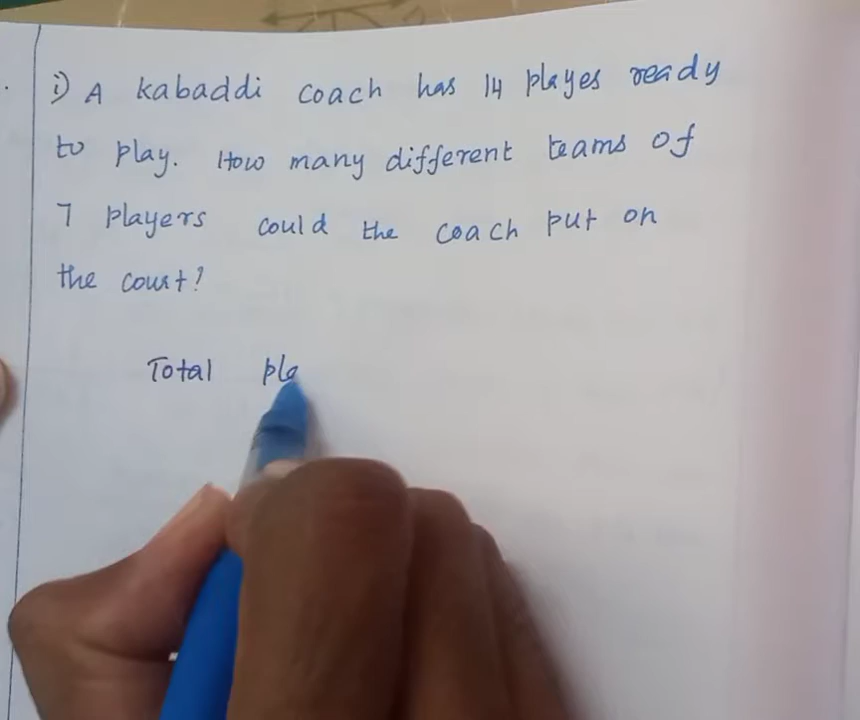 i) A kabaddi coach has 14 playes ready
to play. How many different teams of
7 players could the coach put on
the court?
Total pla